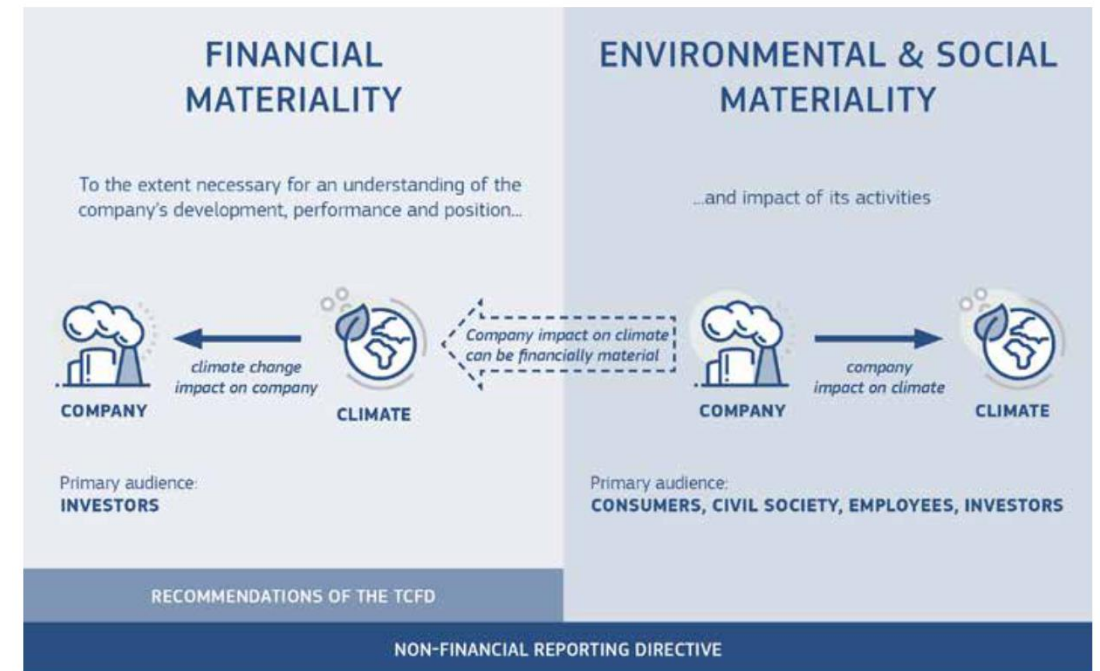 FINANCIAL
MATERIALITY
To the extent necessary for an understanding of the
company's development, performance and position...
climate change
impact on company
COMPANY
CLIMATE
Primary audience:
INVESTORS
Company impact on climate
can be financially material
ENVIRONMENTAL & SOCIAL
MATERIALITY
...and impact of its activities
company
impact on climate
COMPANY
CLIMATE
Primary audience:
CONSUMERS, CIVIL SOCIETY, EMPLOYEES, INVESTORS
RECOMMENDATIONS OF THE TCFD
NON-FINANCIAL REPORTING DIRECTIVE